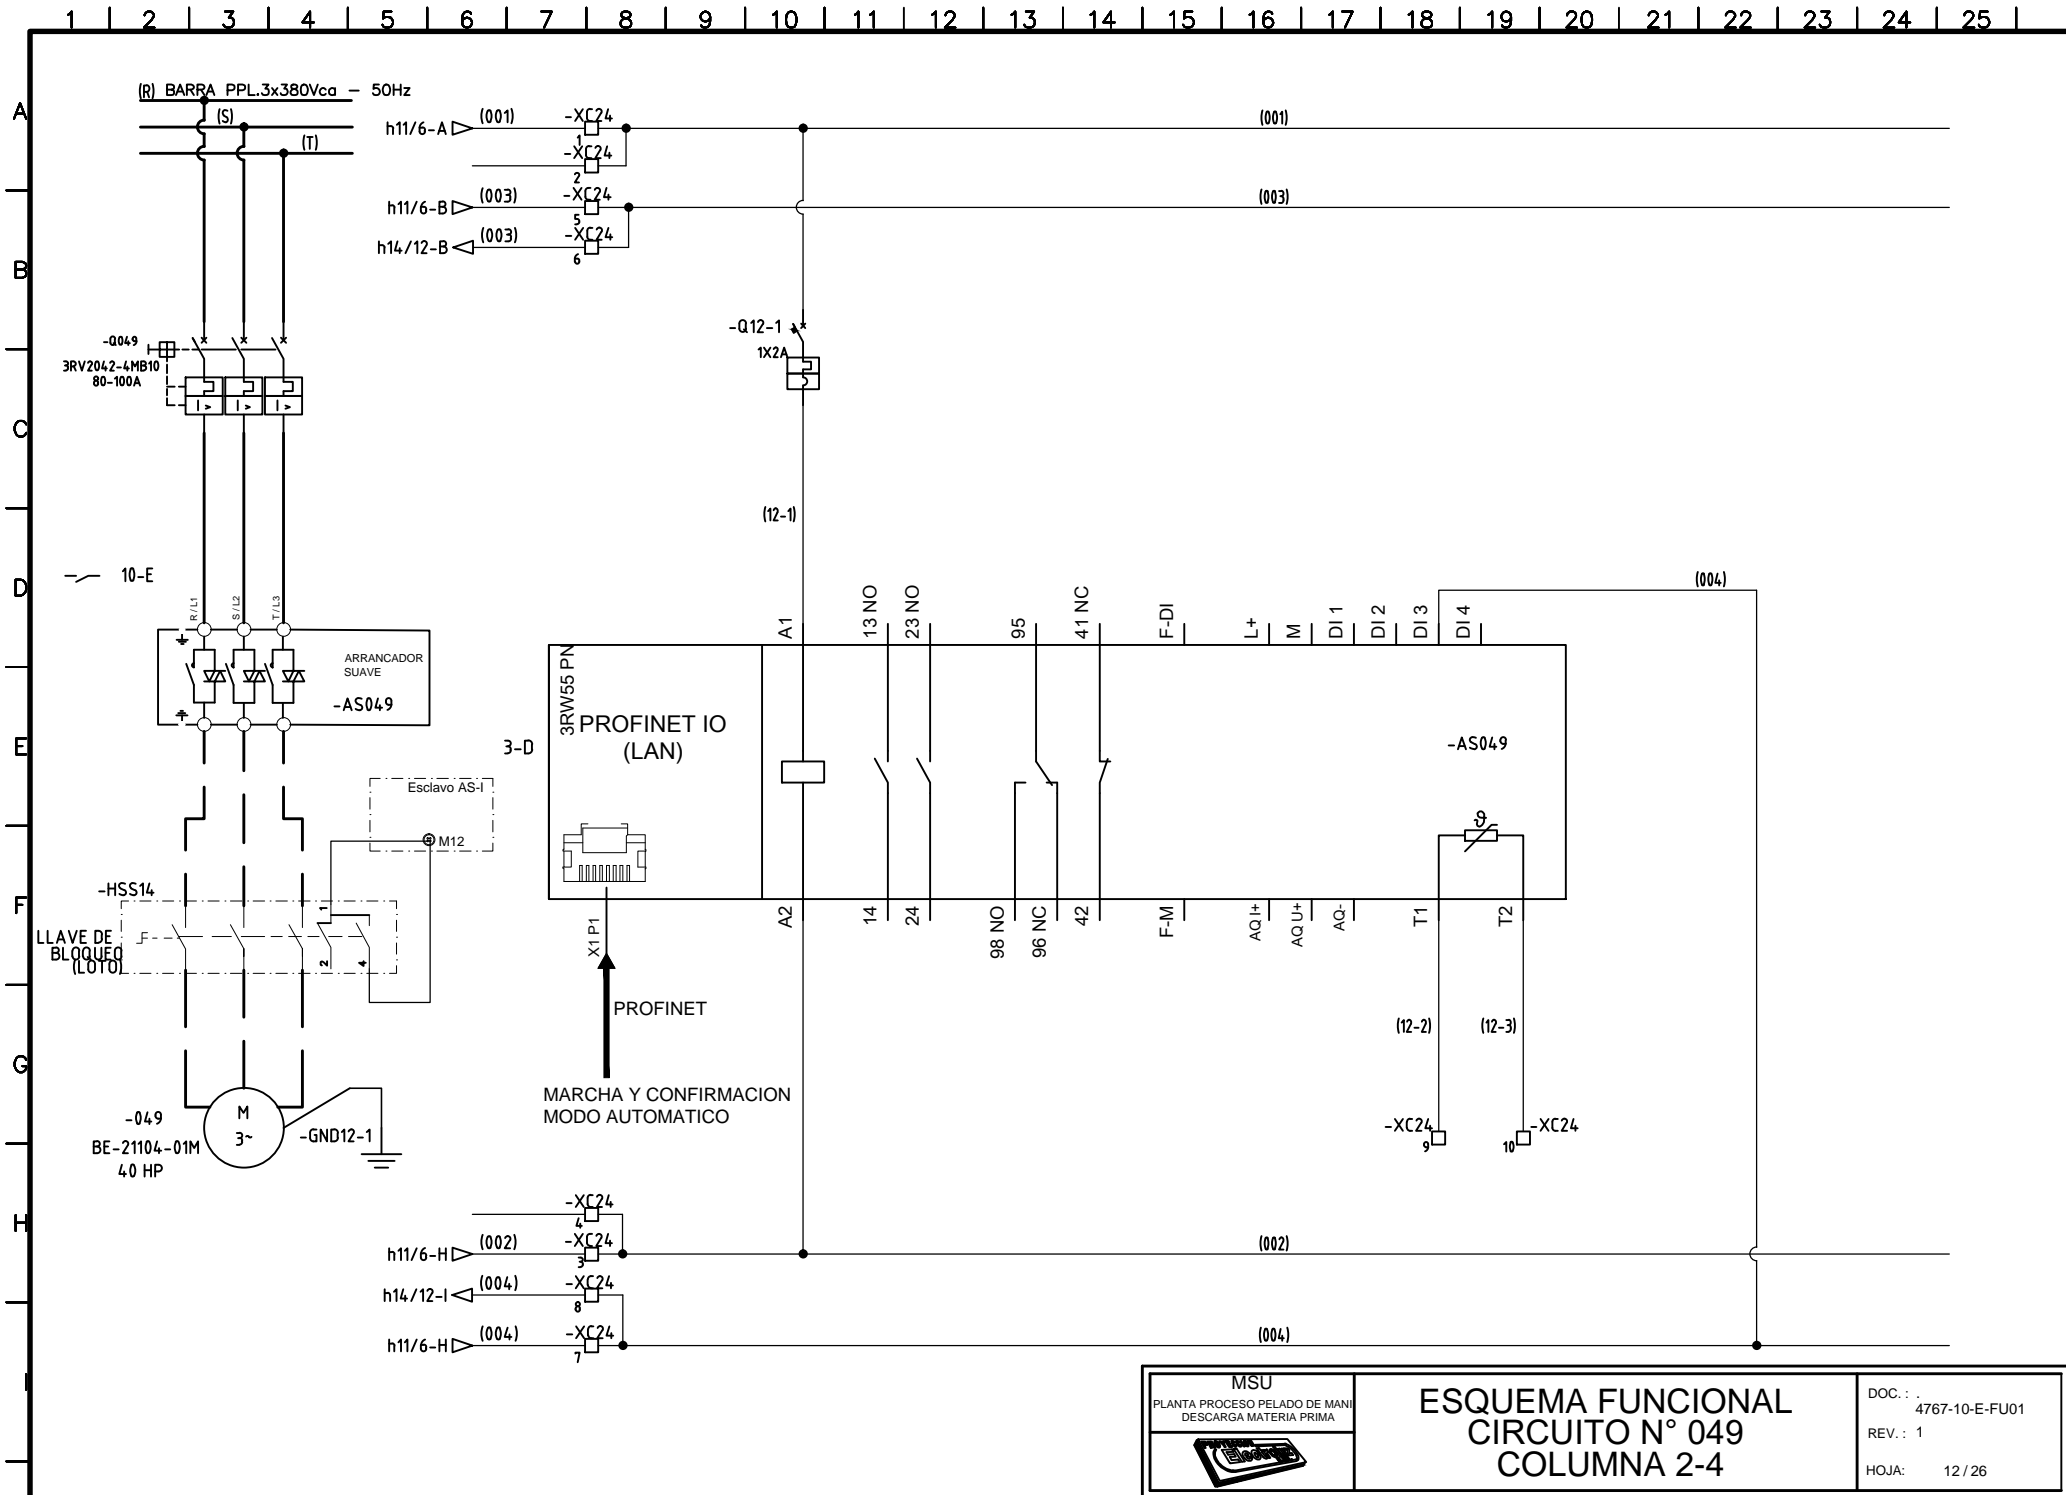 1 2 3 4 5 6 7 8 9 10 11 12 13 14 15 16 17 18 19 20 21 22 23 24 25
A
B
C
D
E
F
G
H
I
(R) BARRA PPL.3x380Vca - 50Hz
(S)
(T)
h11/6-A (001) -XC24 (001)
1
-XC24
2
h11/6-B (003) -XC24 (003)
5
h14/12-B (003) -XC24
6
-Q049
3RV2042-4MB10
80-100A
I> I> I>
-Q12-1
1X2A
(12-1)
10-E
R/L1 S/L2 T/L3
ARRANCADOR
SUAVE
-AS049
3-D
3RW55 PN
PROFINET IO
(LAN)
A1 13 NO 23 NO 95 41 NC F-DI L+ M DI 1 DI 2 DI 3 DI 4
(004)
-AS049
ϑ
A2 14 24 98 NO 96 NC 42 F-M AQ I+ AQ U+ AQ- T1 T2
Esclavo AS-I
M12
-HSS14
LLAVE DE
BLOQUEO
(LOTO)
1
2 4
X1 P1
PROFINET
MARCHA Y CONFIRMACION
MODO AUTOMATICO
(12-2) (12-3)
-XC24 -XC24
9 10
-049
BE-21104-01M
40 HP
M
3~
-GND12-1
-XC24
4
h11/6-H (002) -XC24 (002)
3
h14/12-I (004) -XC24
8
h11/6-H (004) -XC24 (004)
7
MSU
PLANTA PROCESO PELADO DE MANI
DESCARGA MATERIA PRIMA
ESQUEMA FUNCIONAL
CIRCUITO N° 049
COLUMNA 2-4
DOC. : .
4767-10-E-FU01
REV. : 1
HOJA: 12 / 26